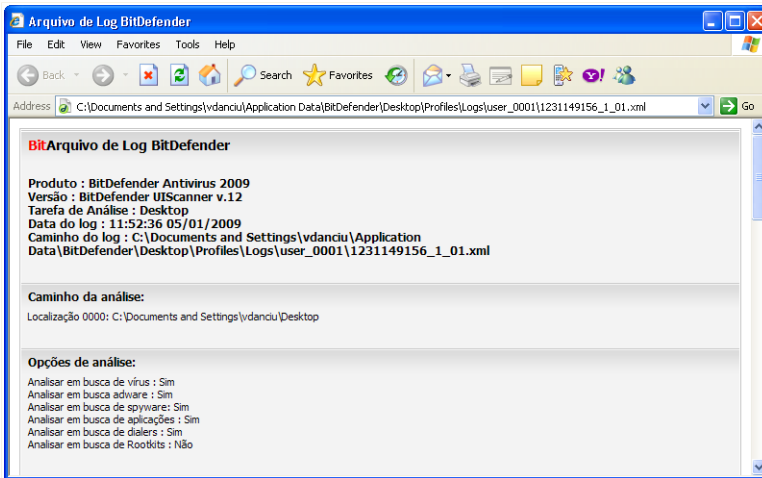 Arquivo de Log BitDefender
File Edit View Favorites Tools Help
Back Search Favorites
Address C:\Documents and Settings\vdanciu\Application Data\BitDefender\Desktop\Profiles\Logs\user_0001\1231149156_1_01.xml Go
BitArquivo de Log BitDefender
Produto : BitDefender Antivirus 2009
Versão : BitDefender UIScanner v.12
Tarefa de Análise : Desktop
Data do log : 11:52:36 05/01/2009
Caminho do log : C:\Documents and Settings\vdanciu\Application
Data\BitDefender\Desktop\Profiles\Logs\user_0001\1231149156_1_01.xml
Caminho da análise:
Localização 0000: C:\Documents and Settings\vdanciu\Desktop
Opções de análise:
Analisar em busca de vírus : Sim
Analisar em busca adware : Sim
Analisar em busca de spyware: Sim
Analisar em busca de aplicações : Sim
Analisar em busca de dialers : Sim
Analisar em busca de Rootkits : Não